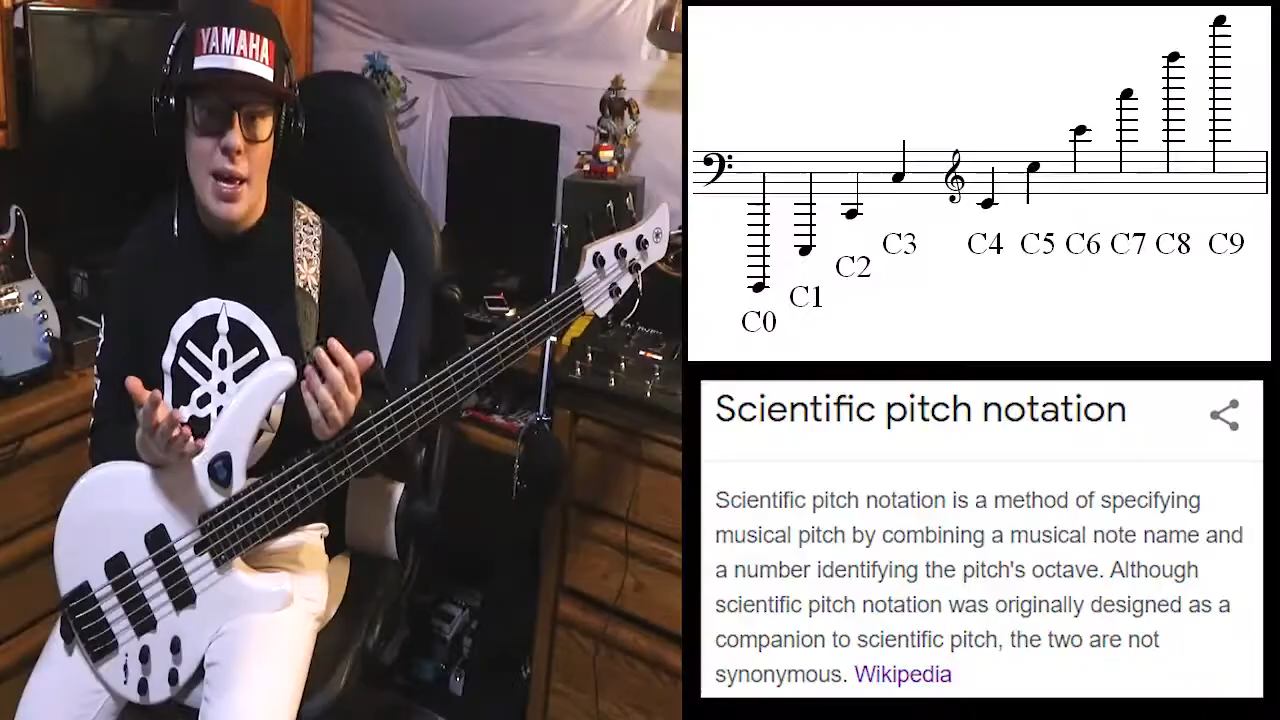 YAMAHA
C0
C1
C2
C3
C4
C5
C6
C7
C8
C9
Scientific pitch notation
Scientific pitch notation is a method of specifying
musical pitch by combining a musical note name and
a number identifying the pitch's octave. Although
scientific pitch notation was originally designed as a
companion to scientific pitch, the two are not
synonymous. Wikipedia